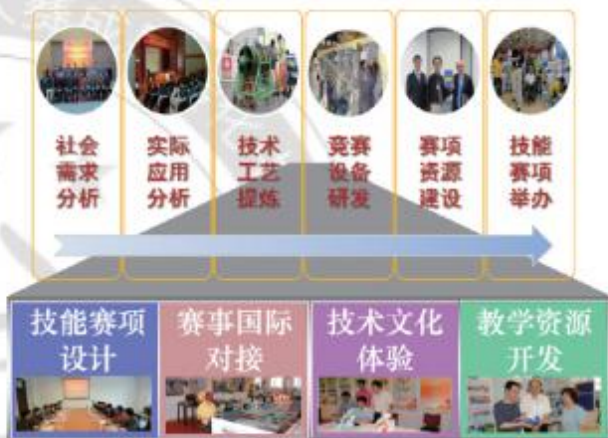 社会
需求
分析
实际
应用
分析
技术
工艺
提炼
竞赛
设备
研发
赛项
资源
建设
技能
赛项
举办
技能赛项
设计
赛事国际
对接
技术文化
体验
教学资源
开发